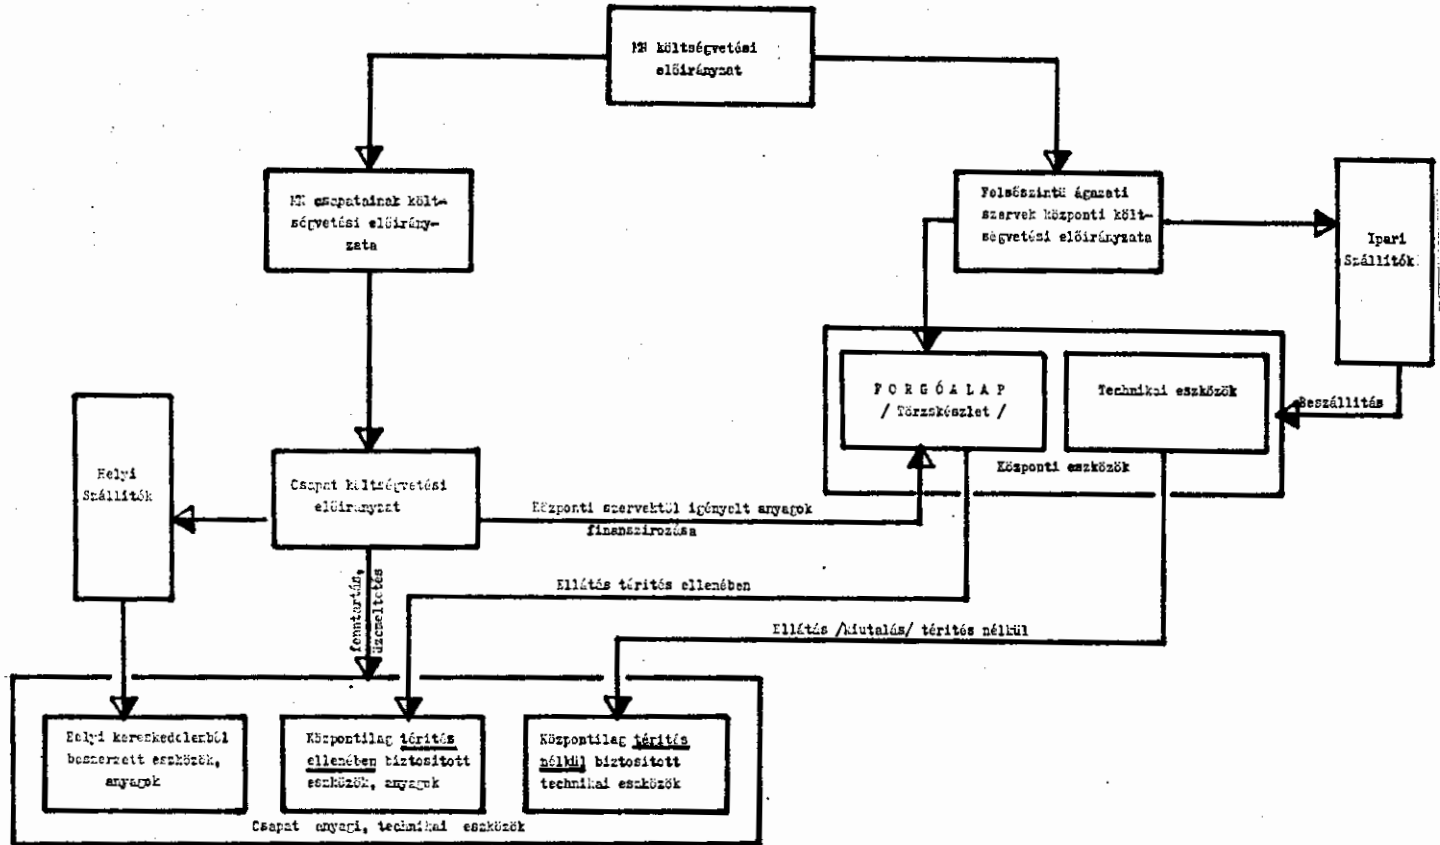 MN költségvetési
előirányzat
MN csapatainak költ-
ségvetési előirány-
zata
Felsőszintü ágazati
szervek központi költ-
ségvetési előirányzata
Ipari
Szállitók
FORGÓALAP
/ Törzskészlet /
Technikai eszközök
Beszállitás
Központi eszközök
Helyi
Szállitók
Csapat költségvetési
előirányzat
Központi szervektől igényelt anyagok
finanszirozása
fenntartás,
üzemeltetés
Ellátás térités ellenében
Ellátás /kiutalás/ térités nélkül
Helyi kereskedelemből
beszerzett eszközök,
anyagok
Központilag térités
ellenében biztositott
eszközök, anyagok
Központilag térités
nélkül biztositott
technikai eszközök
Csapat anyagi, technikai eszközök